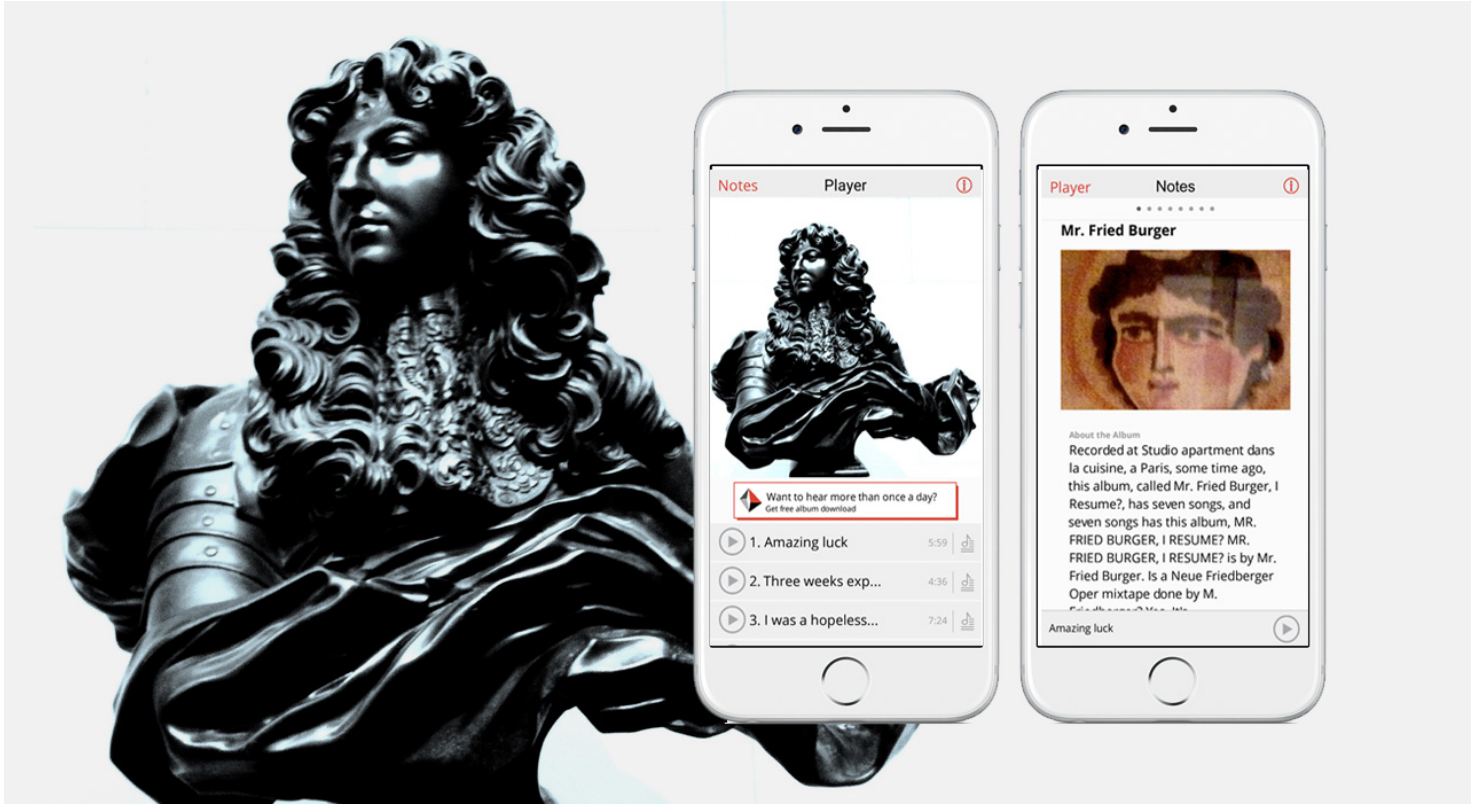 Notes Player
Want to hear more than once a day?
Get free album download
1. Amazing luck 5:59
2. Three weeks exp... 4:36
3. I was a hopeless... 7:24
Player Notes
Mr. Fried Burger
About the Album
Recorded at Studio apartment dans
la cuisine, a Paris, some time ago,
this album, called Mr. Fried Burger, I
Resume?, has seven songs, and
seven songs has this album, MR.
FRIED BURGER, I RESUME? MR.
FRIED BURGER, I RESUME? is by Mr.
Fried Burger. Is a Neue Friedberger
Oper mixtape done by M.
Amazing luck